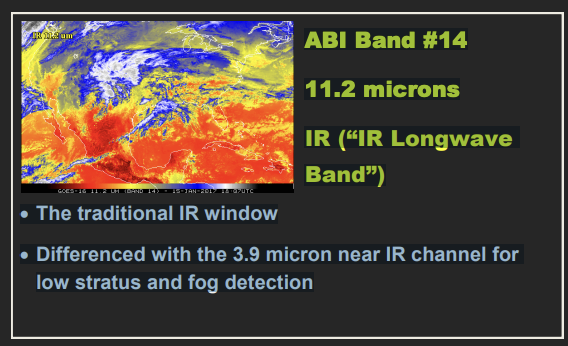 IR 11.2 um
ABI Band #14
11.2 microns
IR (“IR Longwave
Band”)
GOES-16 11.2 UM (BAND 14) - 15-JAN-2017 18:07UTC
• The traditional IR window
• Differenced with the 3.9 micron near IR channel for
low stratus and fog detection